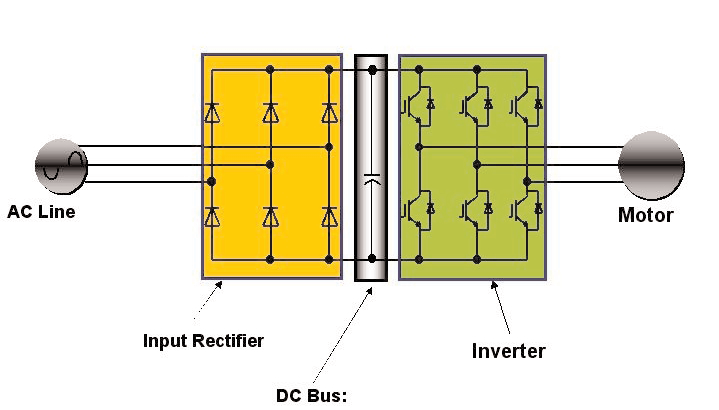 AC Line
Motor
Input Rectifier
Inverter
DC Bus: